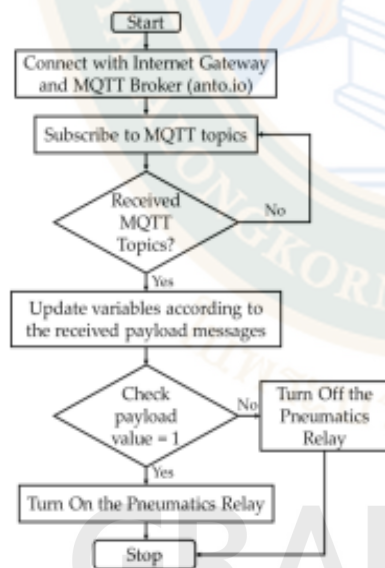 Start
Connect with Internet Gateway
and MQTT Broker (anto.io)
Subscribe to MQTT topics
Received
MQTT
Topics?
No
Yes
Update variables according to
the received payload messages
Check
payload
value = 1
No
Turn Off the
Pneumatics
Relay
Yes
Turn On the Pneumatics Relay
Stop